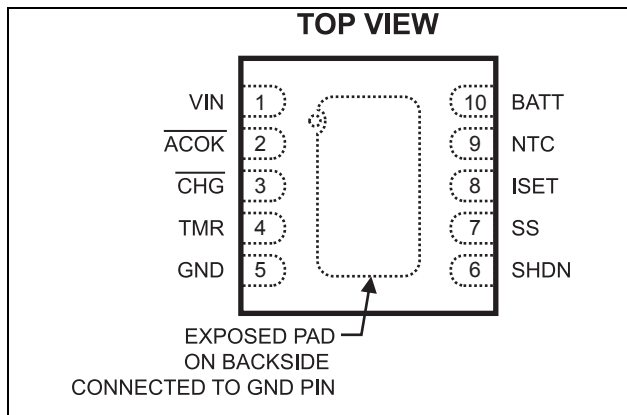 TOP VIEW
VIN 1 10 BATT
ACOK 2 9 NTC
CHG 3 8 ISET
TMR 4 7 SS
GND 5 6 SHDN
EXPOSED PAD
ON BACKSIDE
CONNECTED TO GND PIN